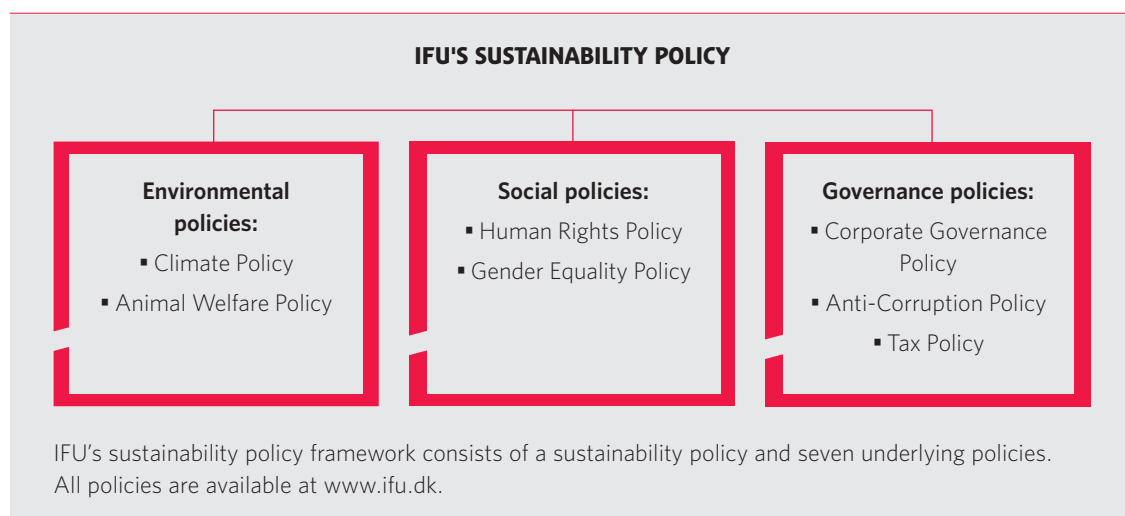 IFU'S SUSTAINABILITY POLICY
Environmental
policies:
▪ Climate Policy
▪ Animal Welfare Policy
Social policies:
▪ Human Rights Policy
▪ Gender Equality Policy
Governance policies:
▪ Corporate Governance
Policy
▪ Anti-Corruption Policy
▪ Tax Policy
IFU’s sustainability policy framework consists of a sustainability policy and seven underlying policies.
All policies are available at www.ifu.dk.